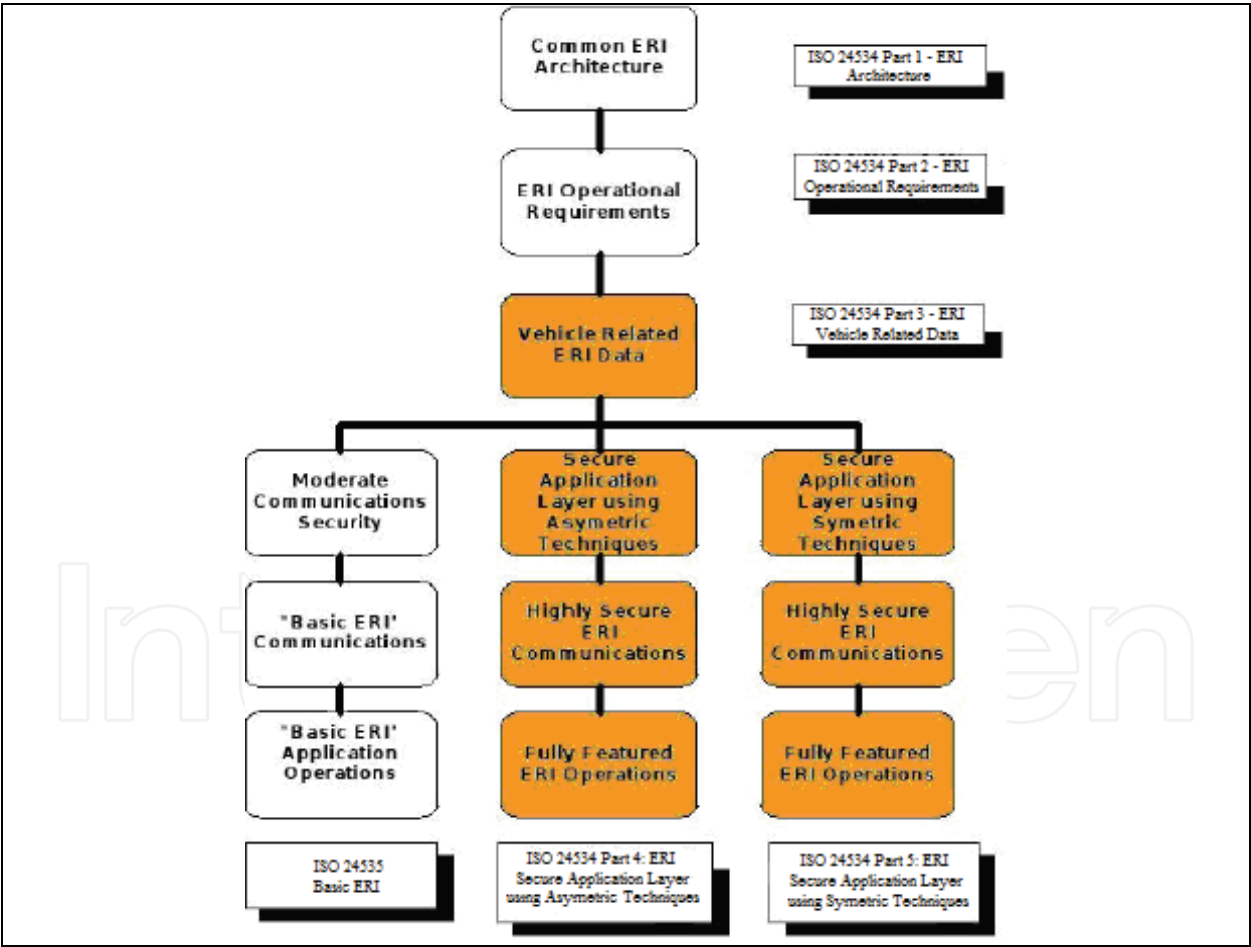 Common ERI
Architecture
ISO 24534 Part 1 - ERI
Architecture
ERI Operational
Requirements
ISO 24534 Part 2 - ERI
Operational Requirements
Vehicle Related
ERI Data
ISO 24534 Part 3 - ERI
Vehicle Related Data
Moderate
Communications
Security
Secure
Application
Layer using
Asymetric
Techniques
Secure
Application
Layer using
Symetric
Techniques
"Basic ERI'
Communications
Highly Secure
ERI
Communications
Highly Secure
ERI
Communications
"Basic ERI'
Application
Operations
Fully Featured
ERI Operations
Fully Featured
ERI Operations
ISO 24535
Basic ERI
ISO 24534 Part 4: ERI
Secure Application Layer
using Asymetric Techniques
ISO 24534 Part 5: ERI
Secure Application Layer
using Symetric Techniques